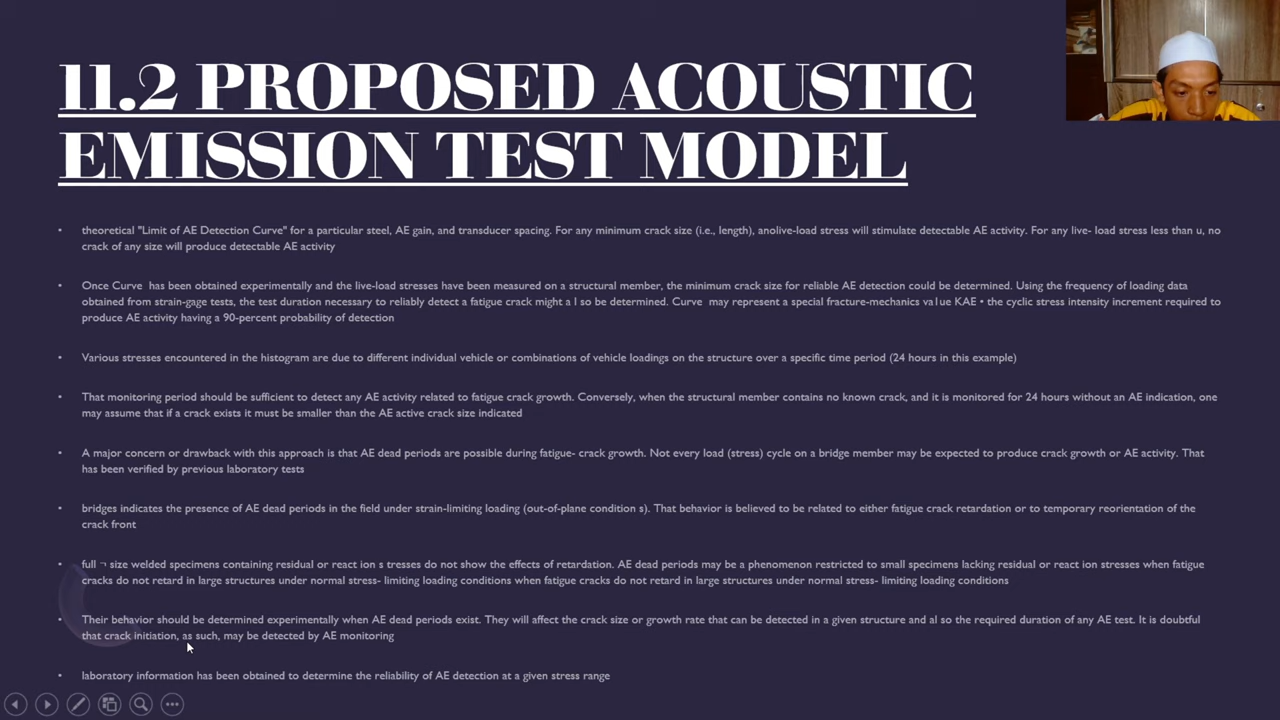 11.2 PROPOSED ACOUSTIC
EMISSION TEST MODEL
• theoretical "Limit of AE Detection Curve" for a particular steel, AE gain, and transducer spacing. For any minimum crack size (i.e., length), anolive-load stress will stimulate detectable AE activity. For any live- load stress less than u, no
crack of any size will produce detectable AE activity
• Once Curve has been obtained experimentally and the live-load stresses have been measured on a structural member, the minimum crack size for reliable AE detection could be determined. Using the frequency of loading data
obtained from strain-gage tests, the test duration necessary to reliably detect a fatigue crack might a l so be determined. Curve may represent a special fracture-mechanics va l ue KAE • the cyclic stress intensity increment required to
produce AE activity having a 90-percent probability of detection
• Various stresses encountered in the histogram are due to different individual vehicle or combinations of vehicle loadings on the structure over a specific time period (24 hours in this example)
• That monitoring period should be sufficient to detect any AE activity related to fatigue crack growth. Conversely, when the structural member contains no known crack, and it is monitored for 24 hours without an AE indication, one
may assume that if a crack exists it must be smaller than the AE active crack size indicated
• A major concern or drawback with this approach is that AE dead periods are possible during fatigue- crack growth. Not every load (stress) cycle on a bridge member may be expected to produce crack growth or AE activity. That
has been verified by previous laboratory tests
• bridges indicates the presence of AE dead periods in the field under strain-limiting loading (out-of-plane condition s). That behavior is believed to be related to either fatigue crack retardation or to temporary reorientation of the
crack front
• full ¬ size welded specimens containing residual or react ion s tresses do not show the effects of retardation. AE dead periods may be a phenomenon restricted to small specimens lacking residual or react ion stresses when fatigue
cracks do not retard in large structures under normal stress- limiting loading conditions when fatigue cracks do not retard in large structures under normal stress- limiting loading conditions
• Their behavior should be determined experimentally when AE dead periods exist. They will affect the crack size or growth rate that can be detected in a given structure and al so the required duration of any AE test. It is doubtful
that crack initiation, as such, may be detected by AE monitoring
• laboratory information has been obtained to determine the reliability of AE detection at a given stress range